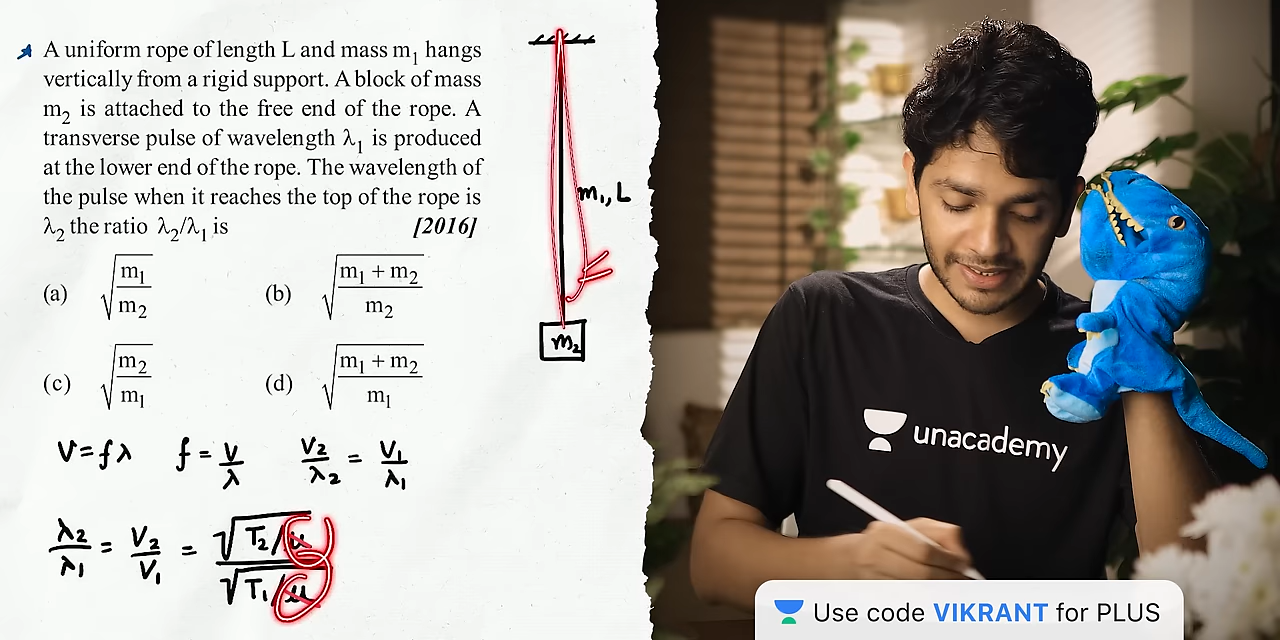 A uniform rope of length L and mass m₁ hangs
vertically from a rigid support. A block of mass
m₂ is attached to the free end of the rope. A
transverse pulse of wavelength λ₁ is produced
at the lower end of the rope. The wavelength of
the pulse when it reaches the top of the rope is
λ₂ the ratio λ₂/λ₁ is [2016]
(a) √(m₁/m₂) (b) √((m₁ + m₂)/m₂)
(c) √(m₂/m₁) (d) √((m₁ + m₂)/m₁)
V=fλ f=V/λ V₂/λ₂ = V₁/λ₁
λ₂/λ₁ = V₂/V₁ = √(T₂/μ)/√(T₁/μ)
m₁, L
m₂
unacademy
Use code VIKRANT for PLUS